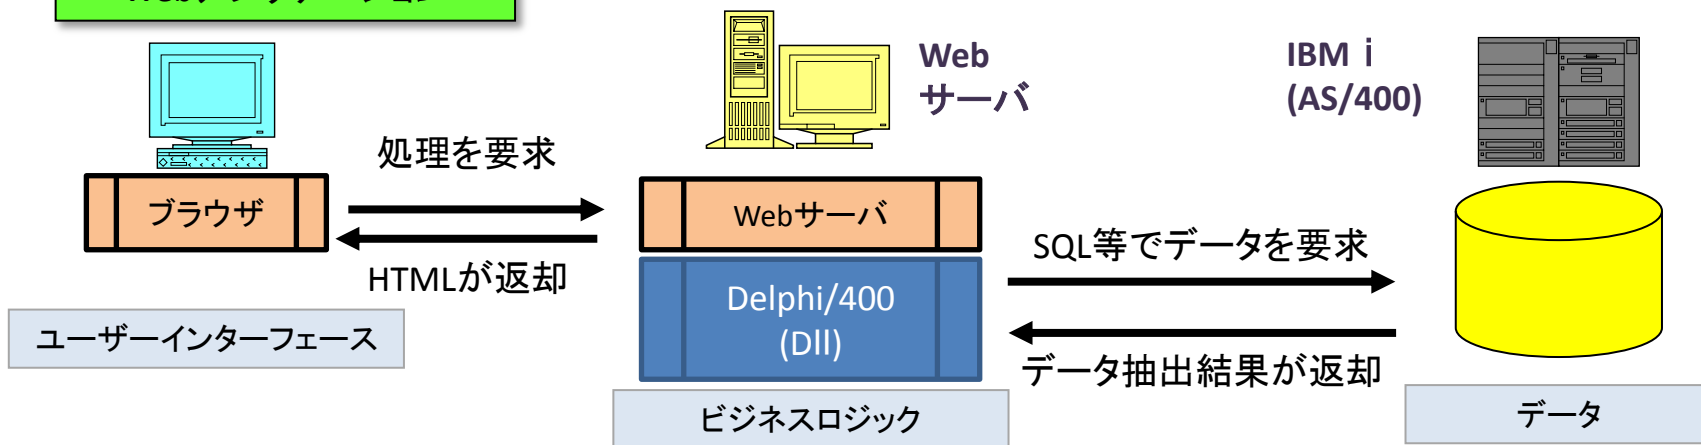 Web
サーバ
IBM i
(AS/400)
処理を要求
ブラウザ
Webサーバ
HTMLが返却
SQL等でデータを要求
Delphi/400
(Dll)
データ抽出結果が返却
ユーザーインターフェース
ビジネスロジック
データ